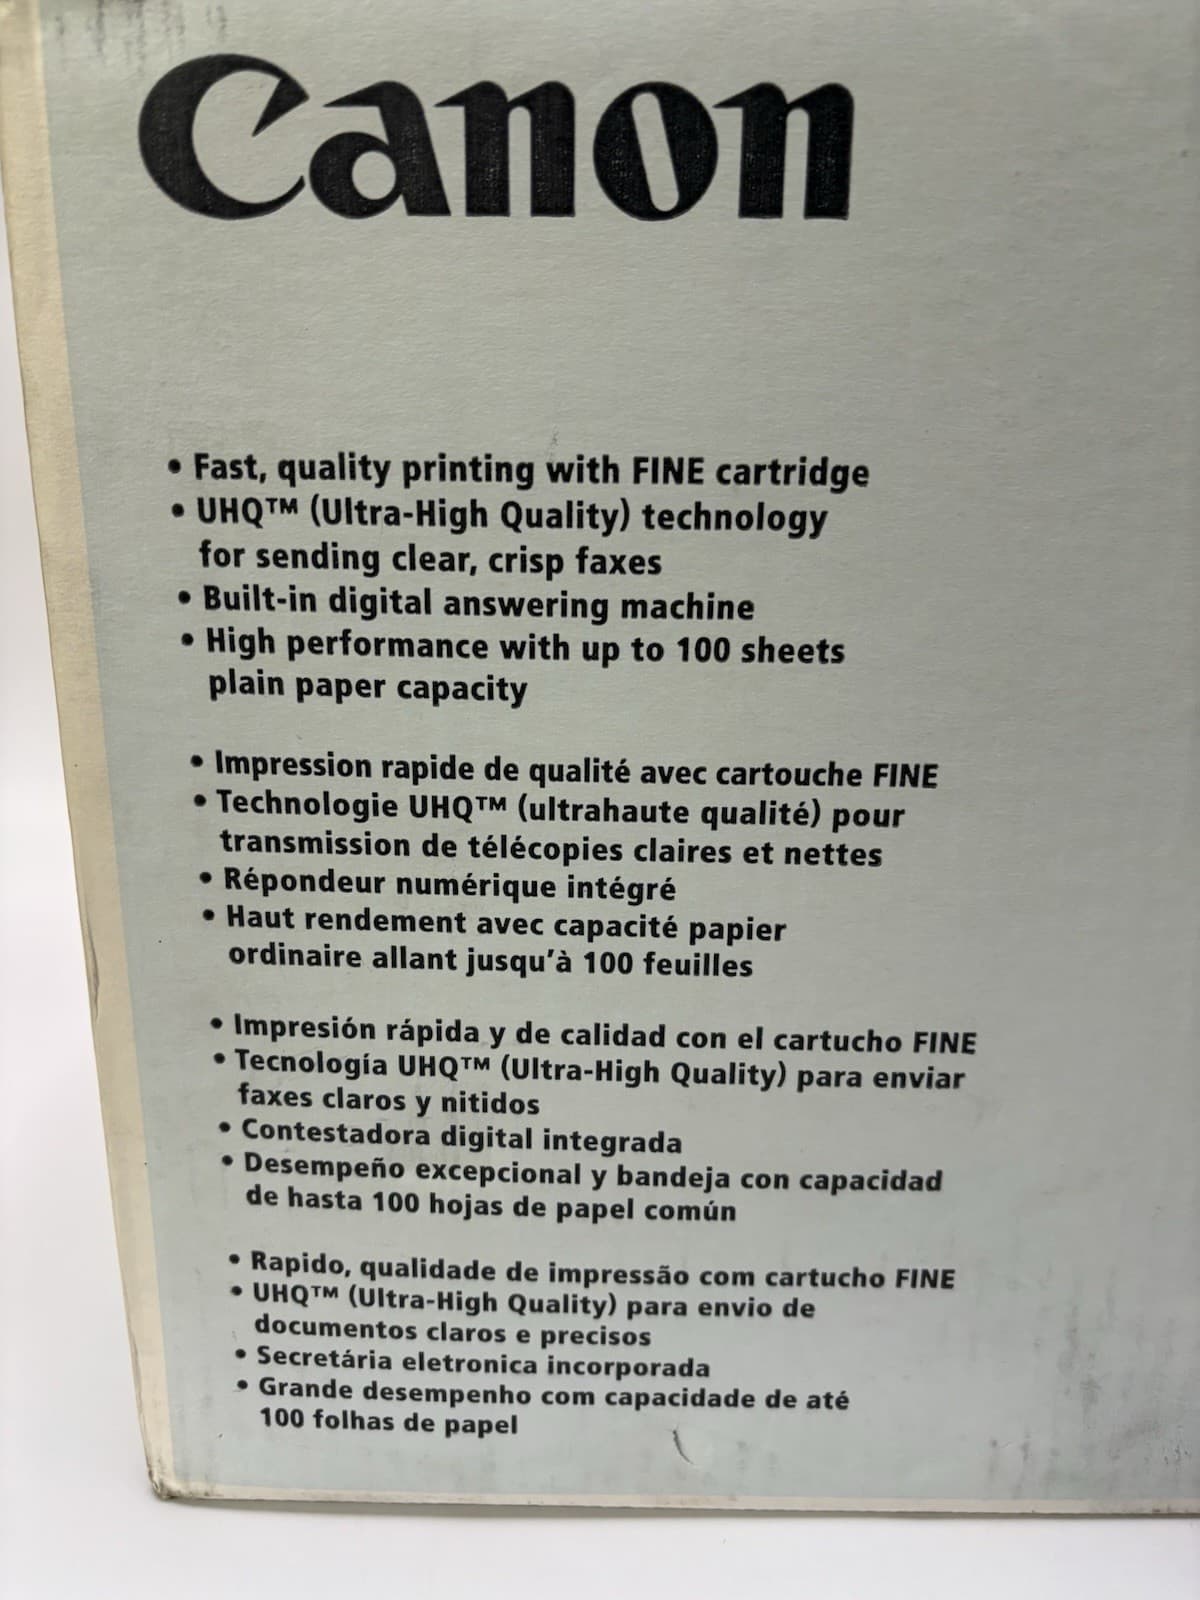 Canon
• Fast, quality printing with FINE cartridge
• UHQ™ (Ultra-High Quality) technology
for sending clear, crisp faxes
• Built-in digital answering machine
• High performance with up to 100 sheets
plain paper capacity
• Impression rapide de qualité avec cartouche FINE
• Technologie UHQ™ (ultrahaute qualité) pour
transmission de télécopies claires et nettes
• Répondeur numérique intégré
• Haut rendement avec capacité papier
ordinaire allant jusqu'à 100 feuilles
• Impresión rápida y de calidad con el cartucho FINE
• Tecnología UHQ™ (Ultra-High Quality) para enviar
faxes claros y nitidos
• Contestadora digital integrada
• Desempeño excepcional y bandeja con capacidad
de hasta 100 hojas de papel común
• Rapido, qualidade de impressão com cartucho FINE
• UHQ™ (Ultra-High Quality) para envio de
documentos claros e precisos
• Secretária eletronica incorporada
• Grande desempenho com capacidade de até
100 folhas de papel